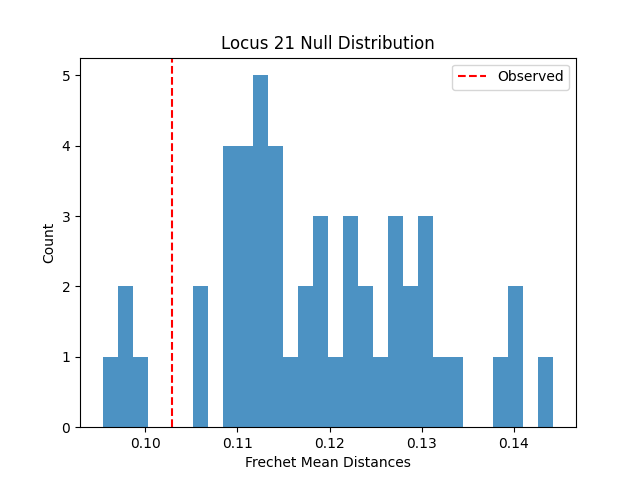 Locus 21 Null Distribution
Observed
5
4
3
2
1
0
Count
0.10 0.11 0.12 0.13 0.14
Frechet Mean Distances